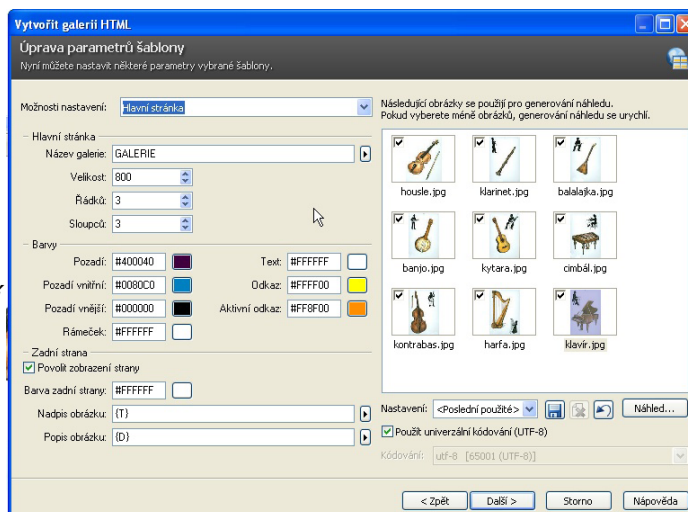 Vytvořit galerii HTML
Úprava parametrů šablony
Nyní můžete nastavit některé parametry vybrané šablony.
Možnosti nastavení: Hlavní stránka
Hlavní stránka
Název galerie: GALERIE
Velikost: 800
Řádků: 3
Sloupců: 3
Barvy
Pozadí: #400040 Text: #FFFFFF
Pozadí vnitřní: #0080C0 Odkaz: #FFFF00
Pozadí vnější: #000000 Aktivní odkaz: #FF8F00
Rámeček: #FFFFFF
Zadní strana
Povolit zobrazení strany
Barva zadní strany: #FFFFFF
Nadpis obrázku: {T}
Popis obrázku: {D}
Následující obrázky se použijí pro generování náhledu.
Pokud vyberete méně obrázků, generování náhledu se urychlí.
housle.jpg klarinet.jpg balalajka.jpg
banjo.jpg kytara.jpg cimbál.jpg
kontrabas.jpg harfa.jpg klavír.jpg
Nastavení: <Poslední použité> Náhled...
Použít univerzální kódování (UTF-8)
Kódování: utf-8 [65001 (UTF-8)]
< Zpět Další > Storno Nápověda